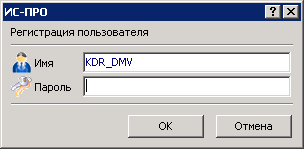 ИС-ПРО
Регистрация пользователя
Имя KDR_DMV
Пароль
OK Отмена